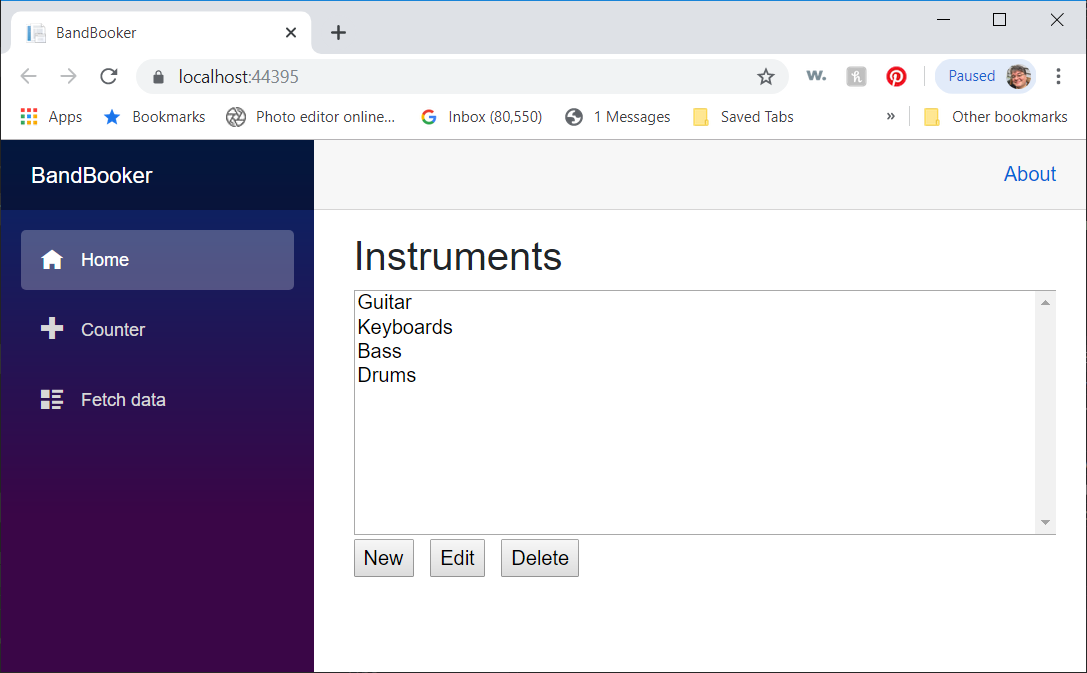 BandBooker
localhost:44395
w.
Paused
Apps Bookmarks Photo editor online... Inbox (80,550) 1 Messages Saved Tabs » Other bookmarks
BandBooker
About
Home
Counter
Fetch data
Instruments
Guitar
Keyboards
Bass
Drums
New Edit Delete